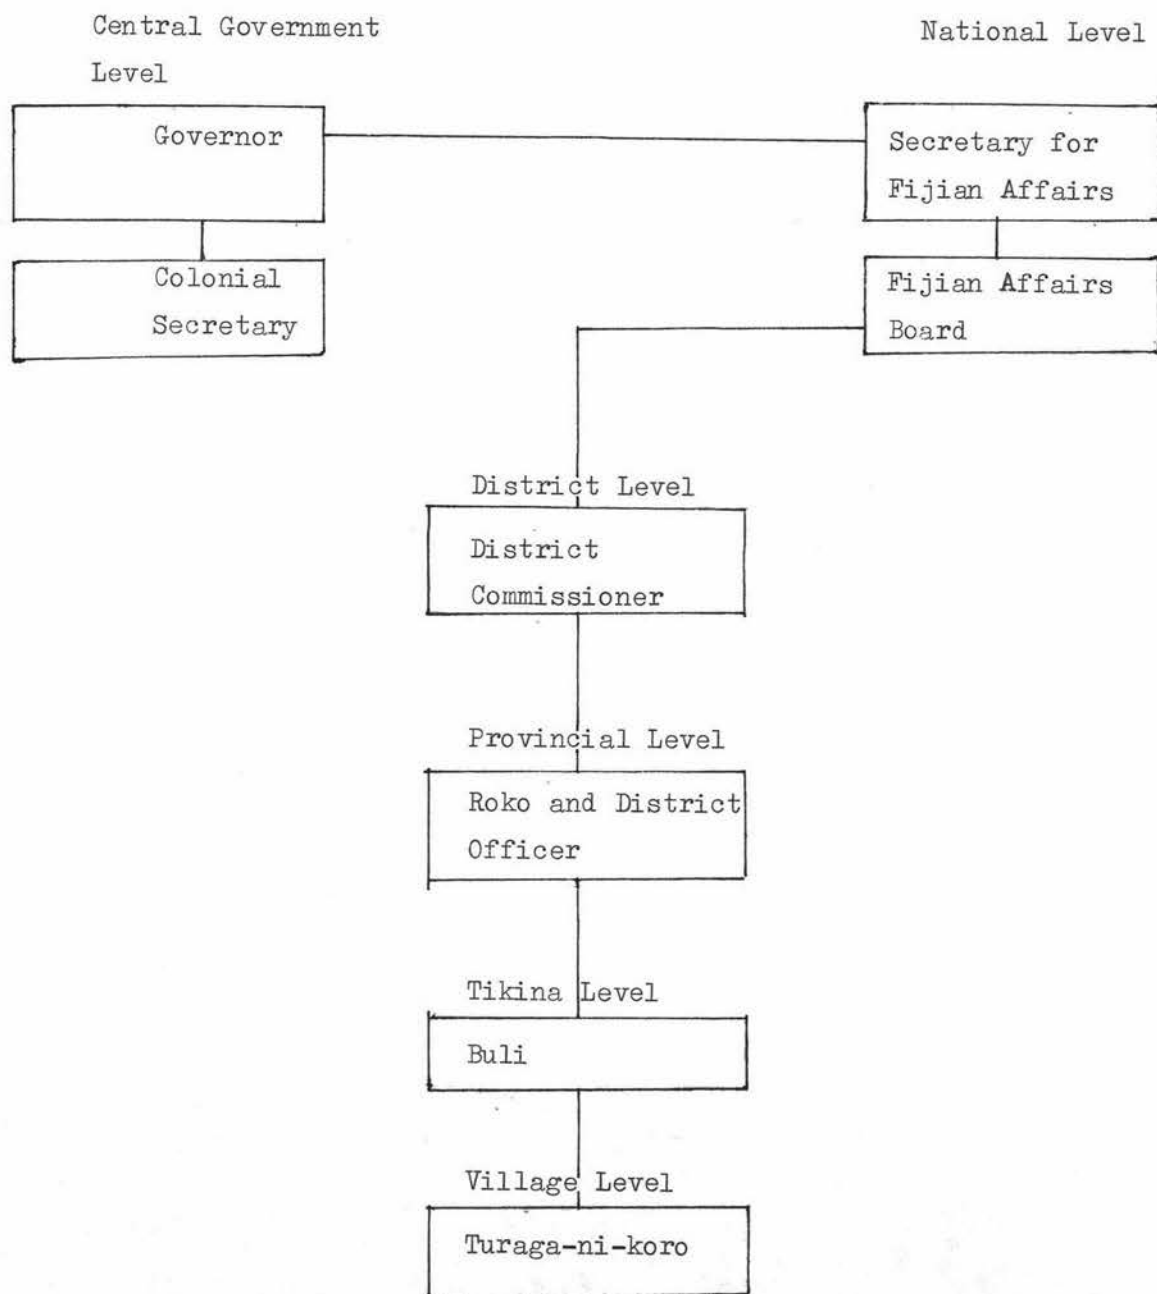 Central Government
Level
National Level
Governor
Secretary for
Fijian Affairs
Colonial
Secretary
Fijian Affairs
Board
District Level
District
Commissioner
Provincial Level
Roko and District
Officer
Tikina Level
Buli
Village Level
Turaga-ni-koro